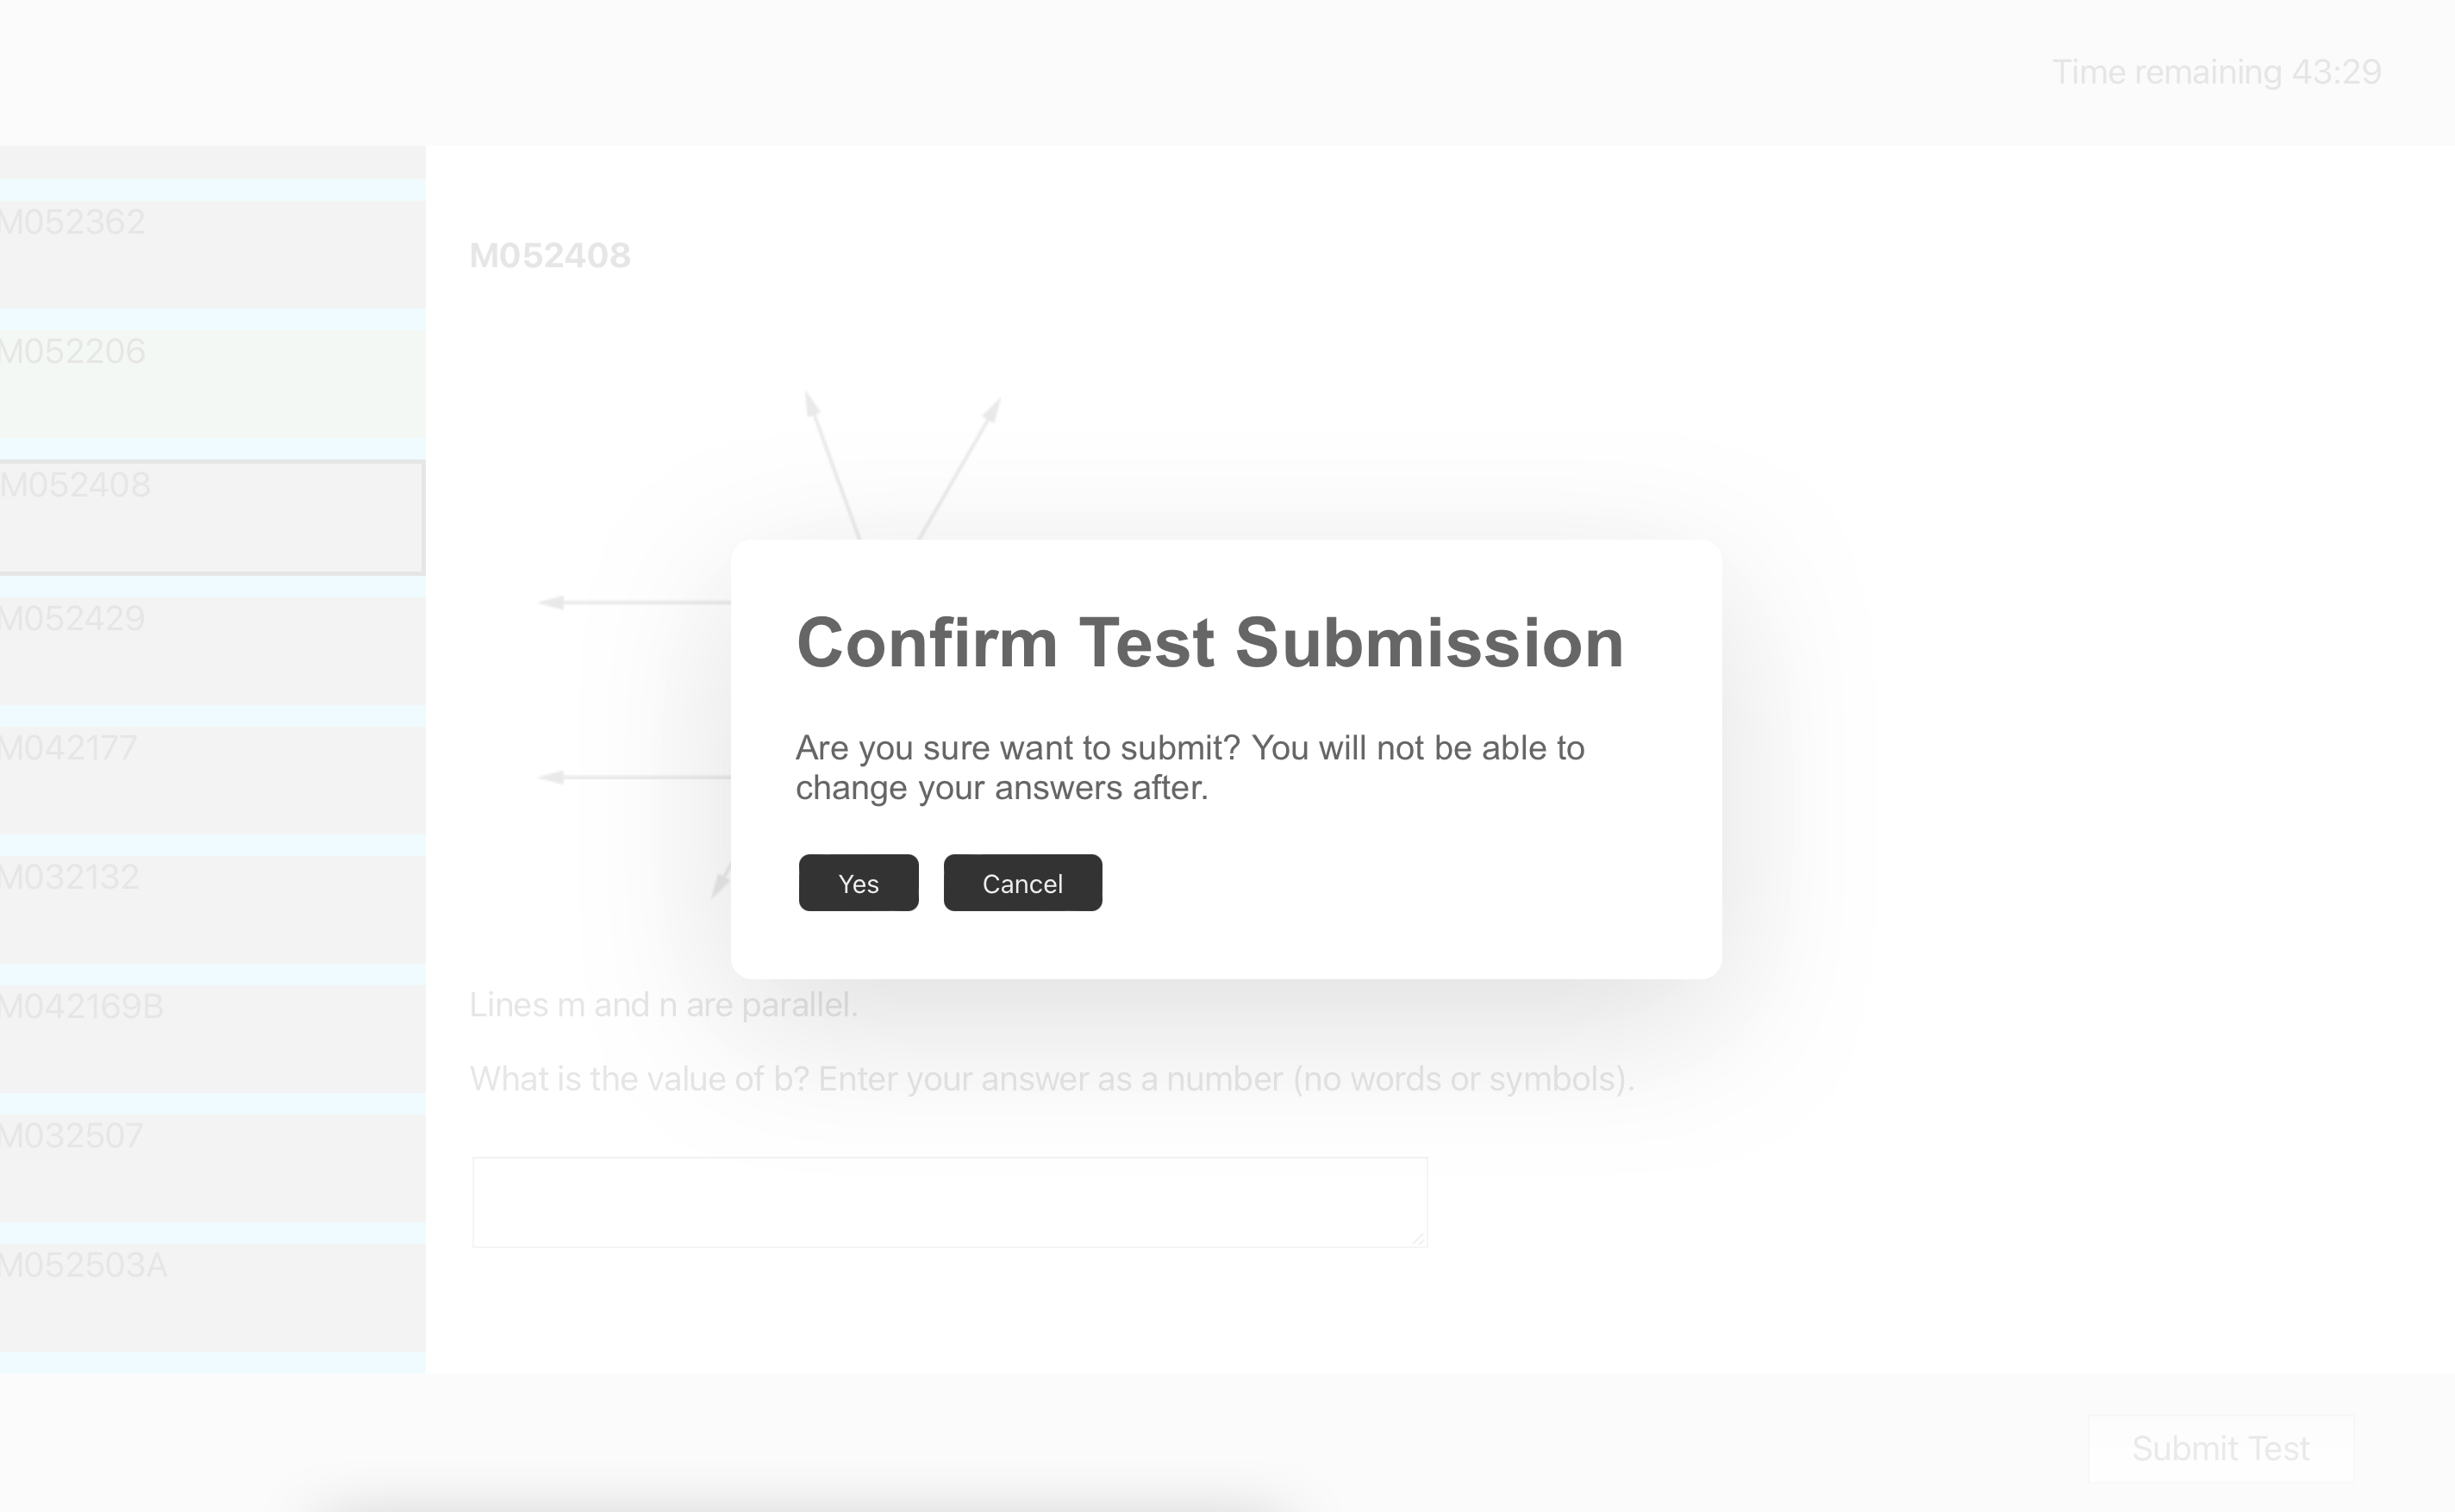 Time remaining 43:29
M052362
M052206
M052408
M052429
M042177
M032132
M042169B
M032507
M052503A
M052408
Confirm Test Submission
Are you sure want to submit? You will not be able to
change your answers after.
Yes
Cancel
Lines m and n are parallel.
What is the value of b? Enter your answer as a number (no words or symbols).
Submit Test